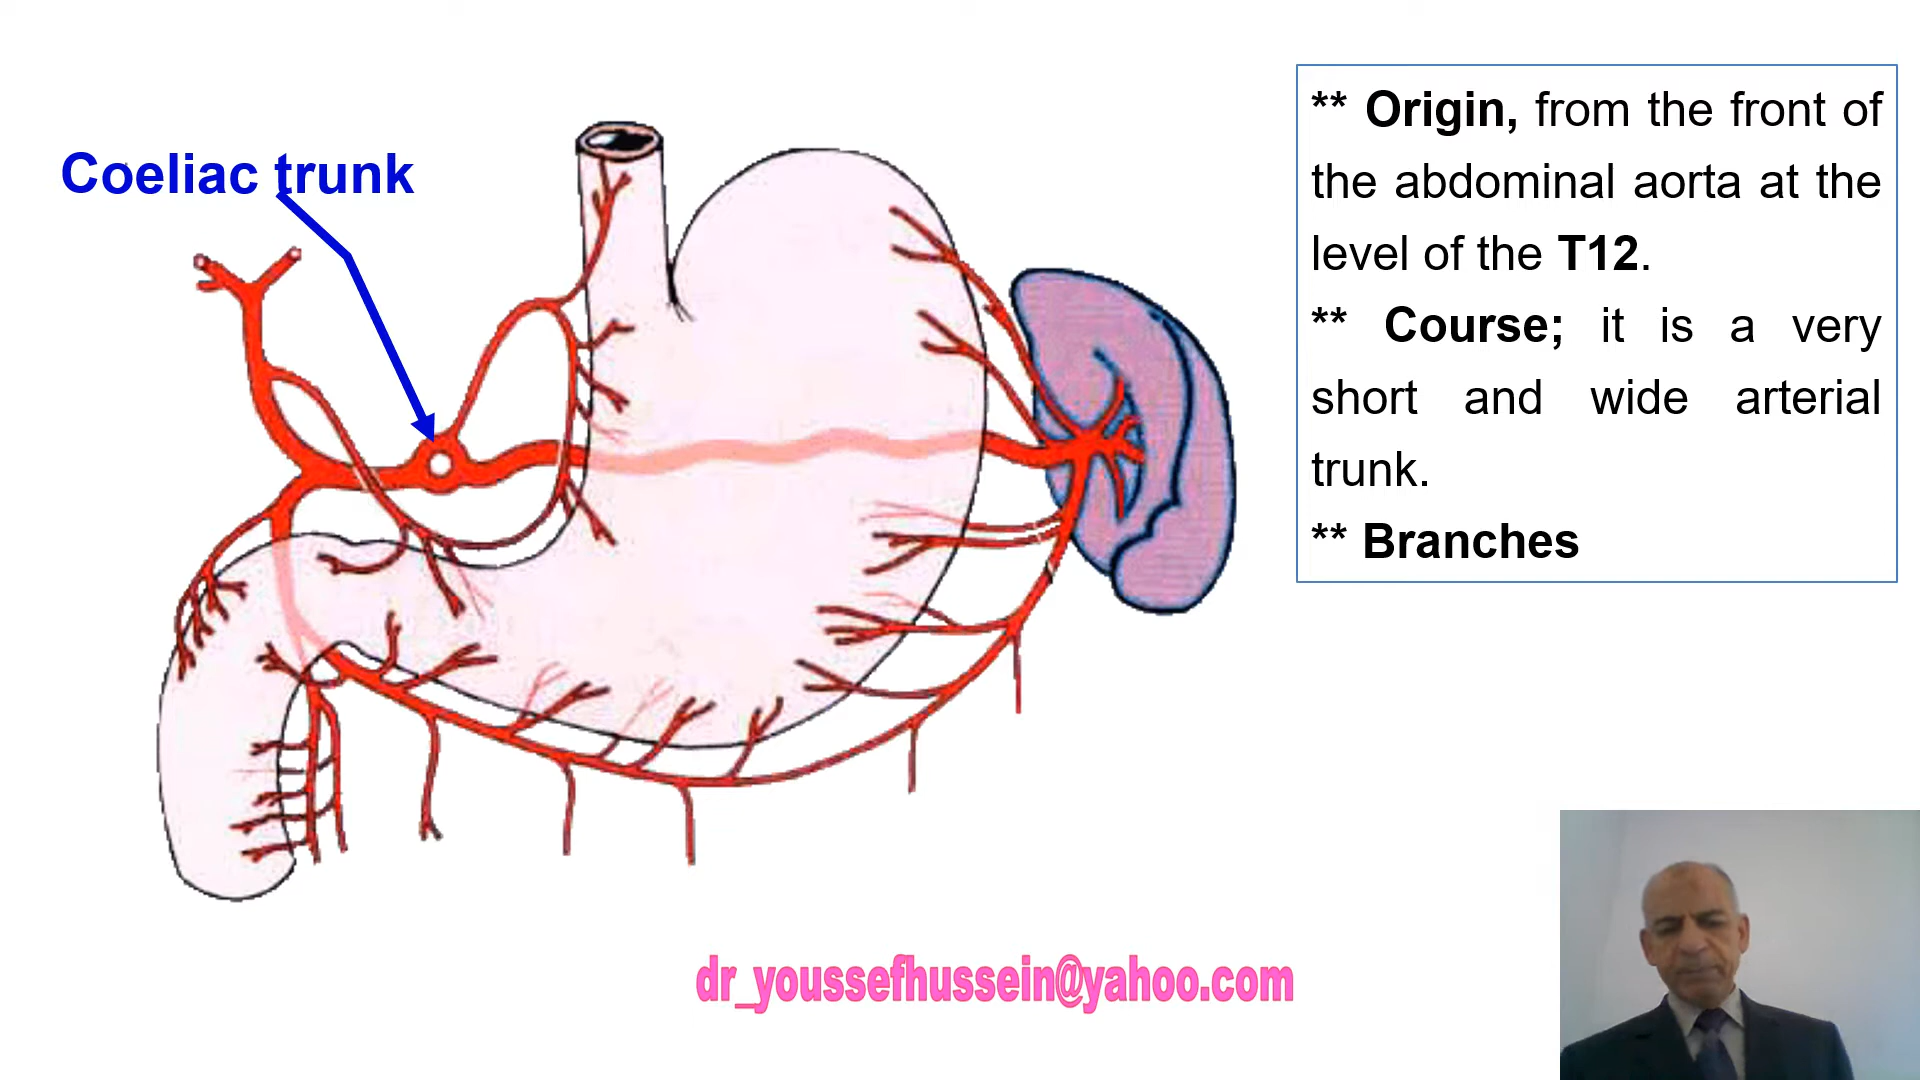 Coeliac trunk
** Origin, from the front of
the abdominal aorta at the
level of the T12.
** Course; it is a very
short and wide arterial
trunk.
** Branches
dr_youssefhussein@yahoo.com